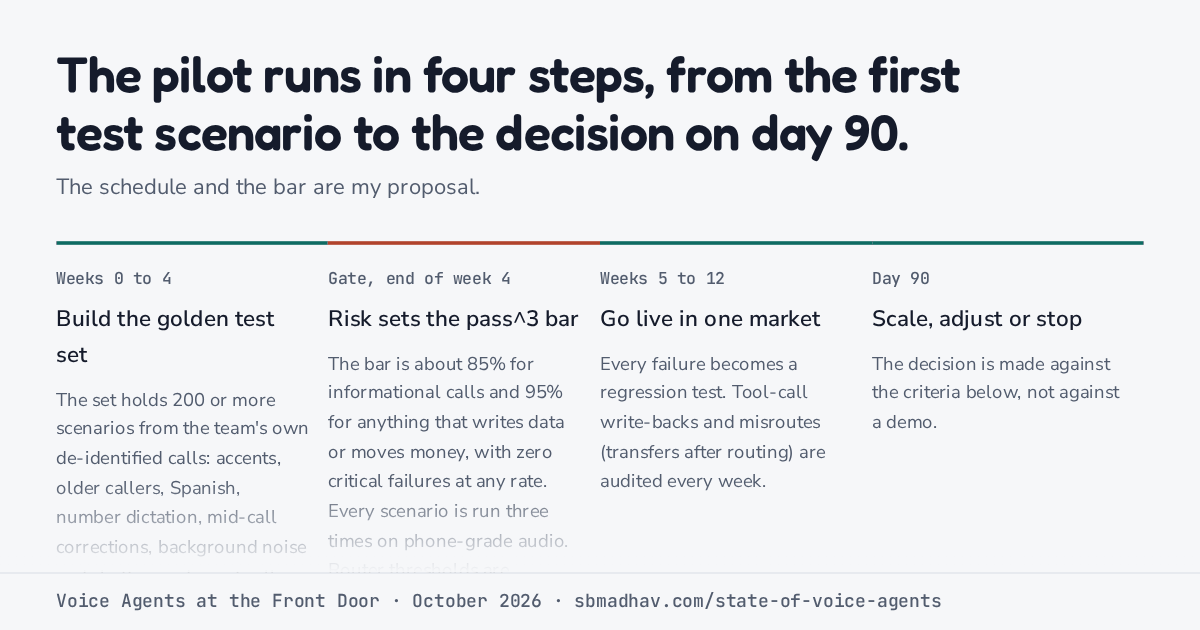 The pilot runs in four steps, from the first
test scenario to the decision on day 90.
The schedule and the bar are my proposal.
Weeks 0 to 4
Build the golden test
set
The set holds 200 or more
scenarios from the team's own
de-identified calls: accents,
older callers, Spanish,
number dictation, mid-call
corrections, background noise
Gate, end of week 4
Risk sets the pass^3 bar
The bar is about 85% for
informational calls and 95%
for anything that writes data
or moves money, with zero
critical failures at any rate.
Every scenario is run three
times on phone-grade audio.
Router thresholds are
Weeks 5 to 12
Go live in one market
Every failure becomes a
regression test. Tool-call
write-backs and misroutes
(transfers after routing) are
audited every week.
Day 90
Scale, adjust or stop
The decision is made against
the criteria below, not against
a demo.
Voice Agents at the Front Door · October 2026 · sbmadhav.com/state-of-voice-agents